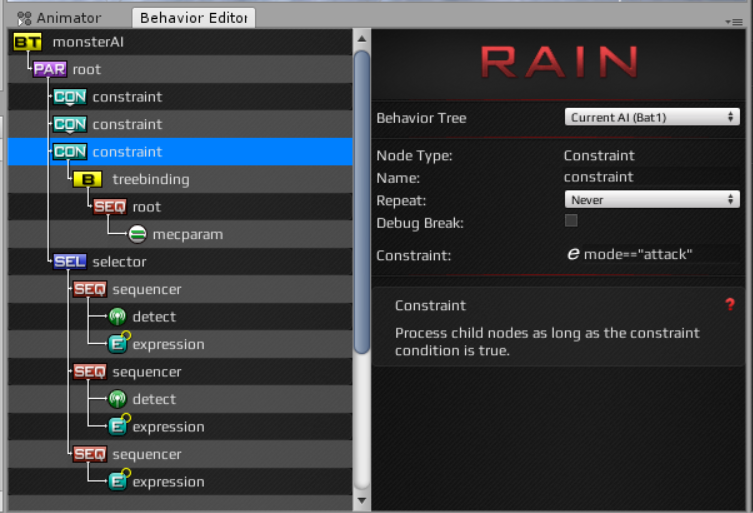 Animator
Behavior Editor
BT monsterAI
PAR root
CON constraint
CON constraint
CON constraint
B treebinding
SEQ root
mecparam
SEL selector
SEQ sequencer
detect
E expression
SEQ sequencer
detect
E expression
SEQ sequencer
E expression
RAIN
Behavior Tree Current AI (Bat1)
Node Type: Constraint
Name: constraint
Repeat: Never
Debug Break:
Constraint: e mode=="attack"
Constraint ?
Process child nodes as long as the constraint
condition is true.